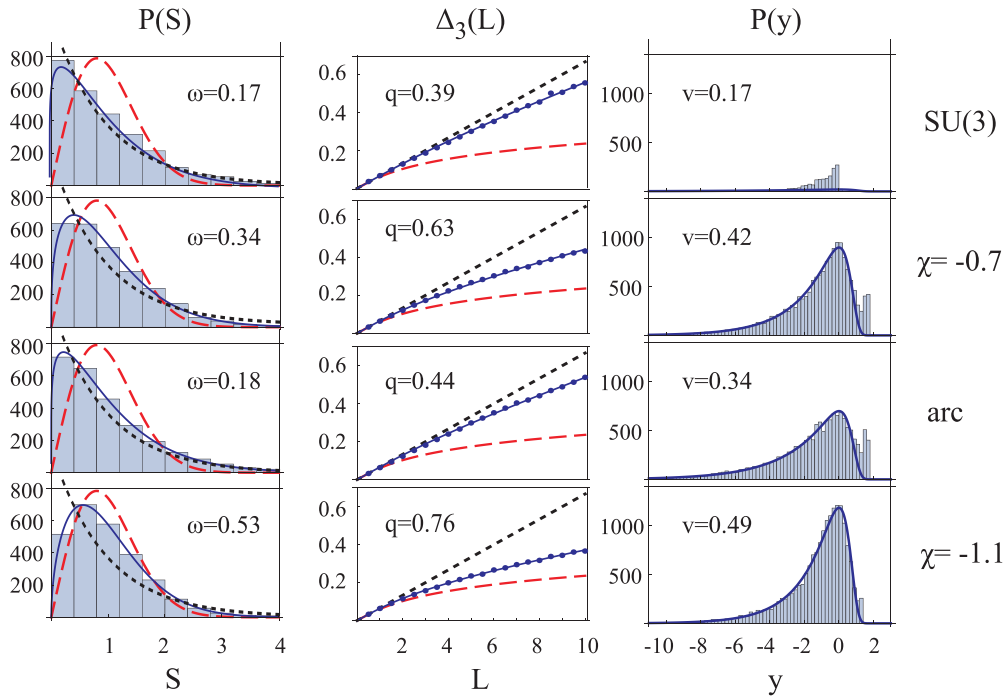 P(S) Δ3(L) P(y)
800 600 400 200 ω=0.17
0.6 0.4 0.2 q=0.39
1000 500 v=0.17
SU(3)
800 600 400 200 ω=0.34
0.6 0.4 0.2 q=0.63
1000 500 v=0.42
χ= -0.7
800 600 400 200 ω=0.18
0.6 0.4 0.2 q=0.44
1000 500 v=0.34
arc
800 600 400 200 ω=0.53
0.6 0.4 0.2 q=0.76
1000 500 v=0.49
χ= -1.1
1 2 3 4
2 4 6 8 10
-10 -8 -6 -4 -2 0 2
S L y